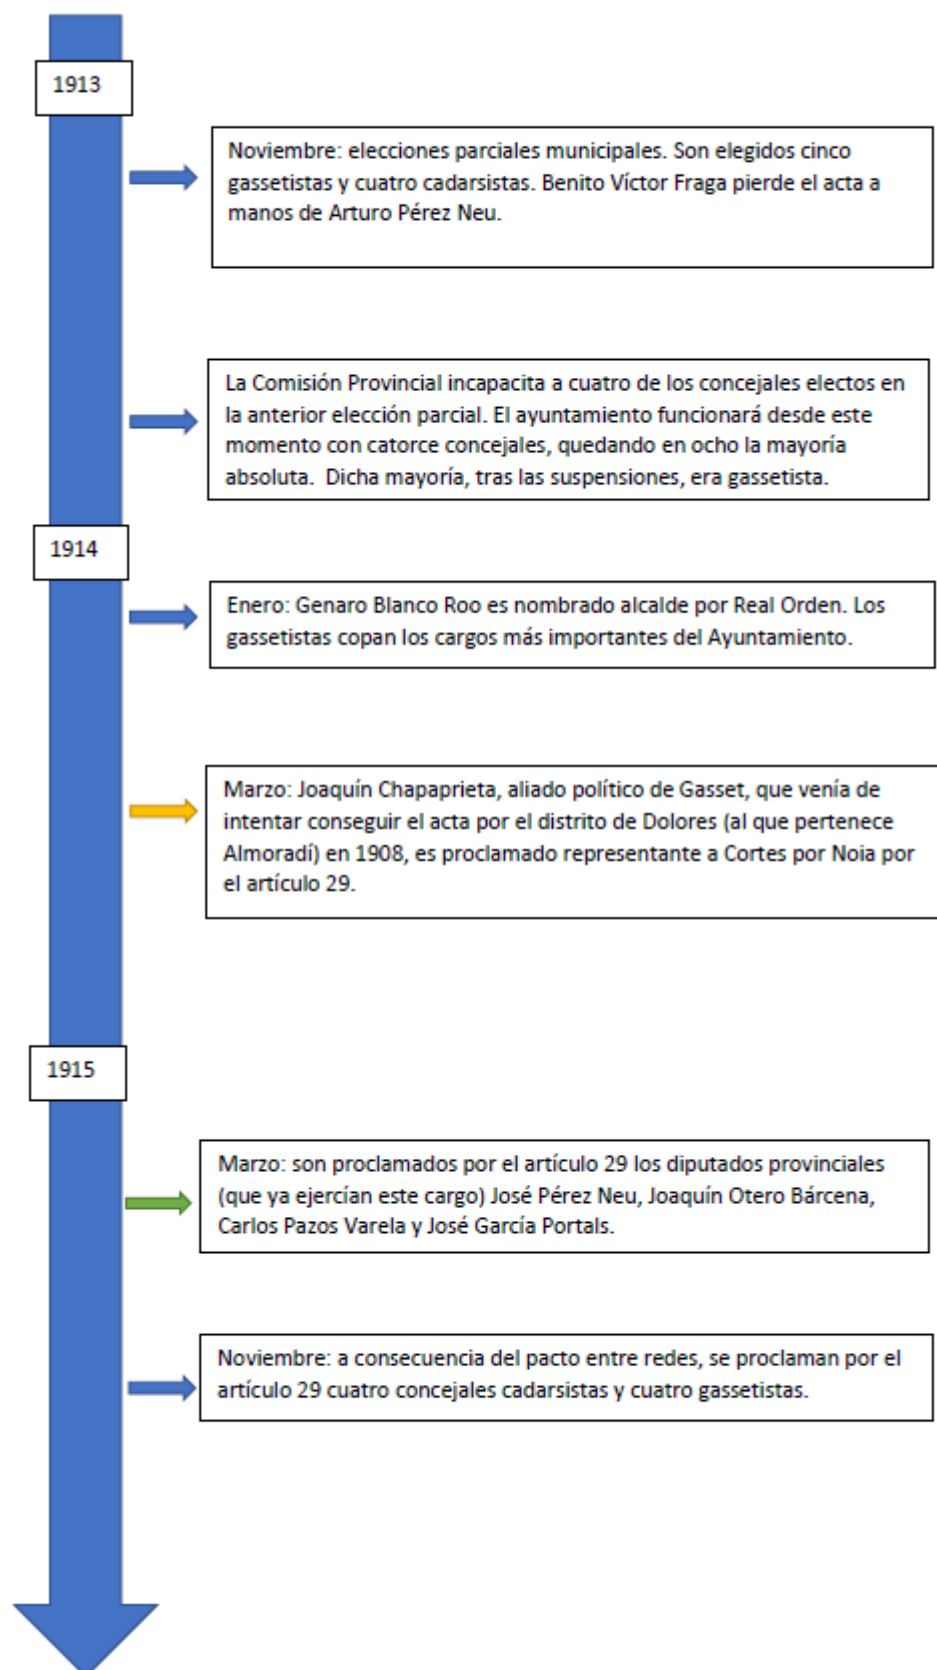 1913
Noviembre: elecciones parciales municipales. Son elegidos cinco
gassetistas y cuatro cadarsistas. Benito Víctor Fraga pierde el acta a
manos de Arturo Pérez Neu.
La Comisión Provincial incapacita a cuatro de los concejales electos en
la anterior elección parcial. El ayuntamiento funcionará desde este
momento con catorce concejales, quedando en ocho la mayoría
absoluta.  Dicha mayoría, tras las suspensiones, era gassetista.
1914
Enero: Genaro Blanco Roo es nombrado alcalde por Real Orden. Los
gassetistas copan los cargos más importantes del Ayuntamiento.
Marzo: Joaquín Chapaprieta, aliado político de Gasset, que venía de
intentar conseguir el acta por el distrito de Dolores (al que pertenece
Almoradí) en 1908, es proclamado representante a Cortes por Noia por
el artículo 29.
1915
Marzo: son proclamados por el artículo 29 los diputados provinciales
(que ya ejercían este cargo) José Pérez Neu, Joaquín Otero Bárcena,
Carlos Pazos Varela y José García Portals.
Noviembre: a consecuencia del pacto entre redes, se proclaman por el
artículo 29 cuatro concejales cadarsistas y cuatro gassetistas.